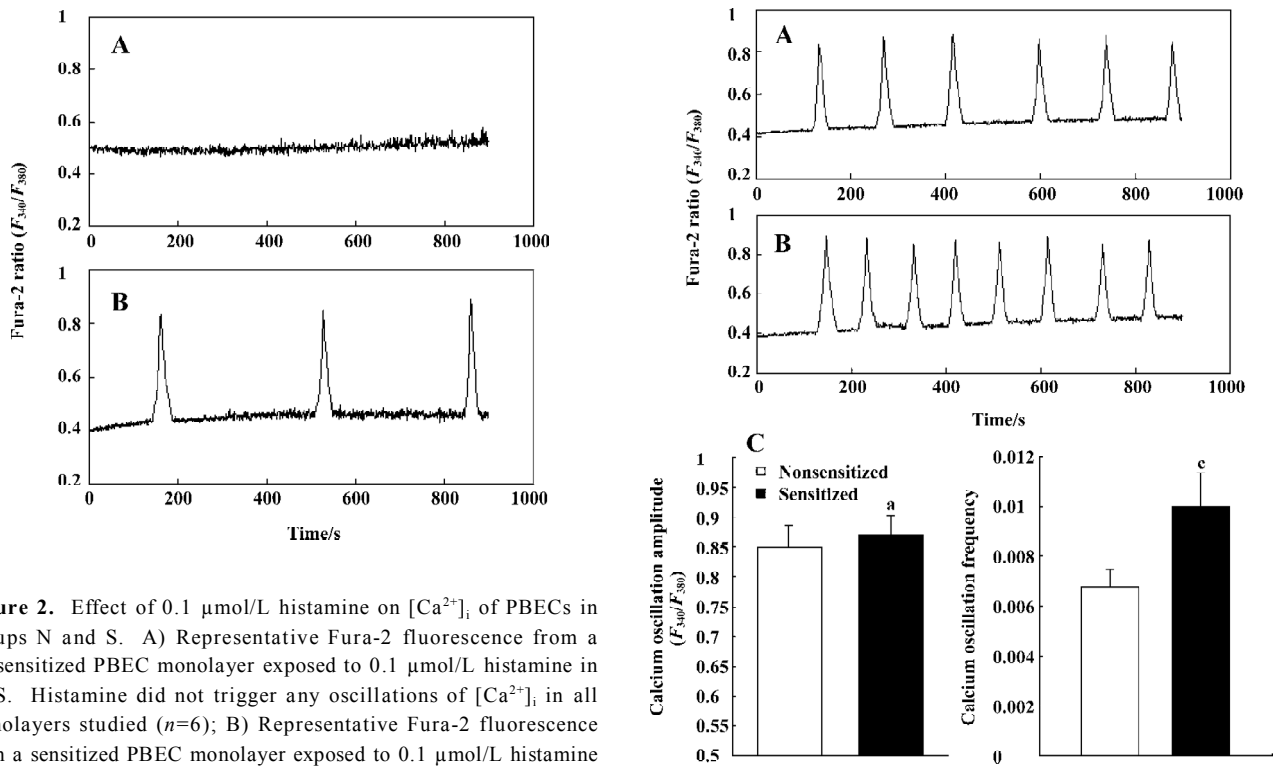 1
0.8
0.6
0.4
0.2
A
0 200 400 600 800 1000
Fura-2 ratio (F340/F380)
1
0.8
0.6
0.4
0.2
B
0 200 400 600 800 1000
Time/s
ure 2. Effect of 0.1 µmol/L histamine on [Ca2+]i of PBECs in
ups N and S. A) Representative Fura-2 fluorescence from a
sensitized PBEC monolayer exposed to 0.1 µmol/L histamine in
S. Histamine did not trigger any oscillations of [Ca2+]i in all
nolayers studied (n=6); B) Representative Fura-2 fluorescence
a sensitized PBEC monolayer exposed to 0.1 µmol/L histamine
1
0.8
0.6
0.4
0.2
A
0 200 400 600 800 1000
Fura-2 ratio (F340/F380)
1
0.8
0.6
0.4
0.2
B
0 200 400 600 800 1000
Time/s
C
Calcium oscillation amplitude
(F340/F380)
1
0.95
0.9
0.85
0.8
0.75
0.7
0.65
0.6
0.55
0.5
Nonsensitized
Sensitized
a
Calcium oscillation frequency
0.012
0.01
0.008
0.006
0.004
0.002
0
c